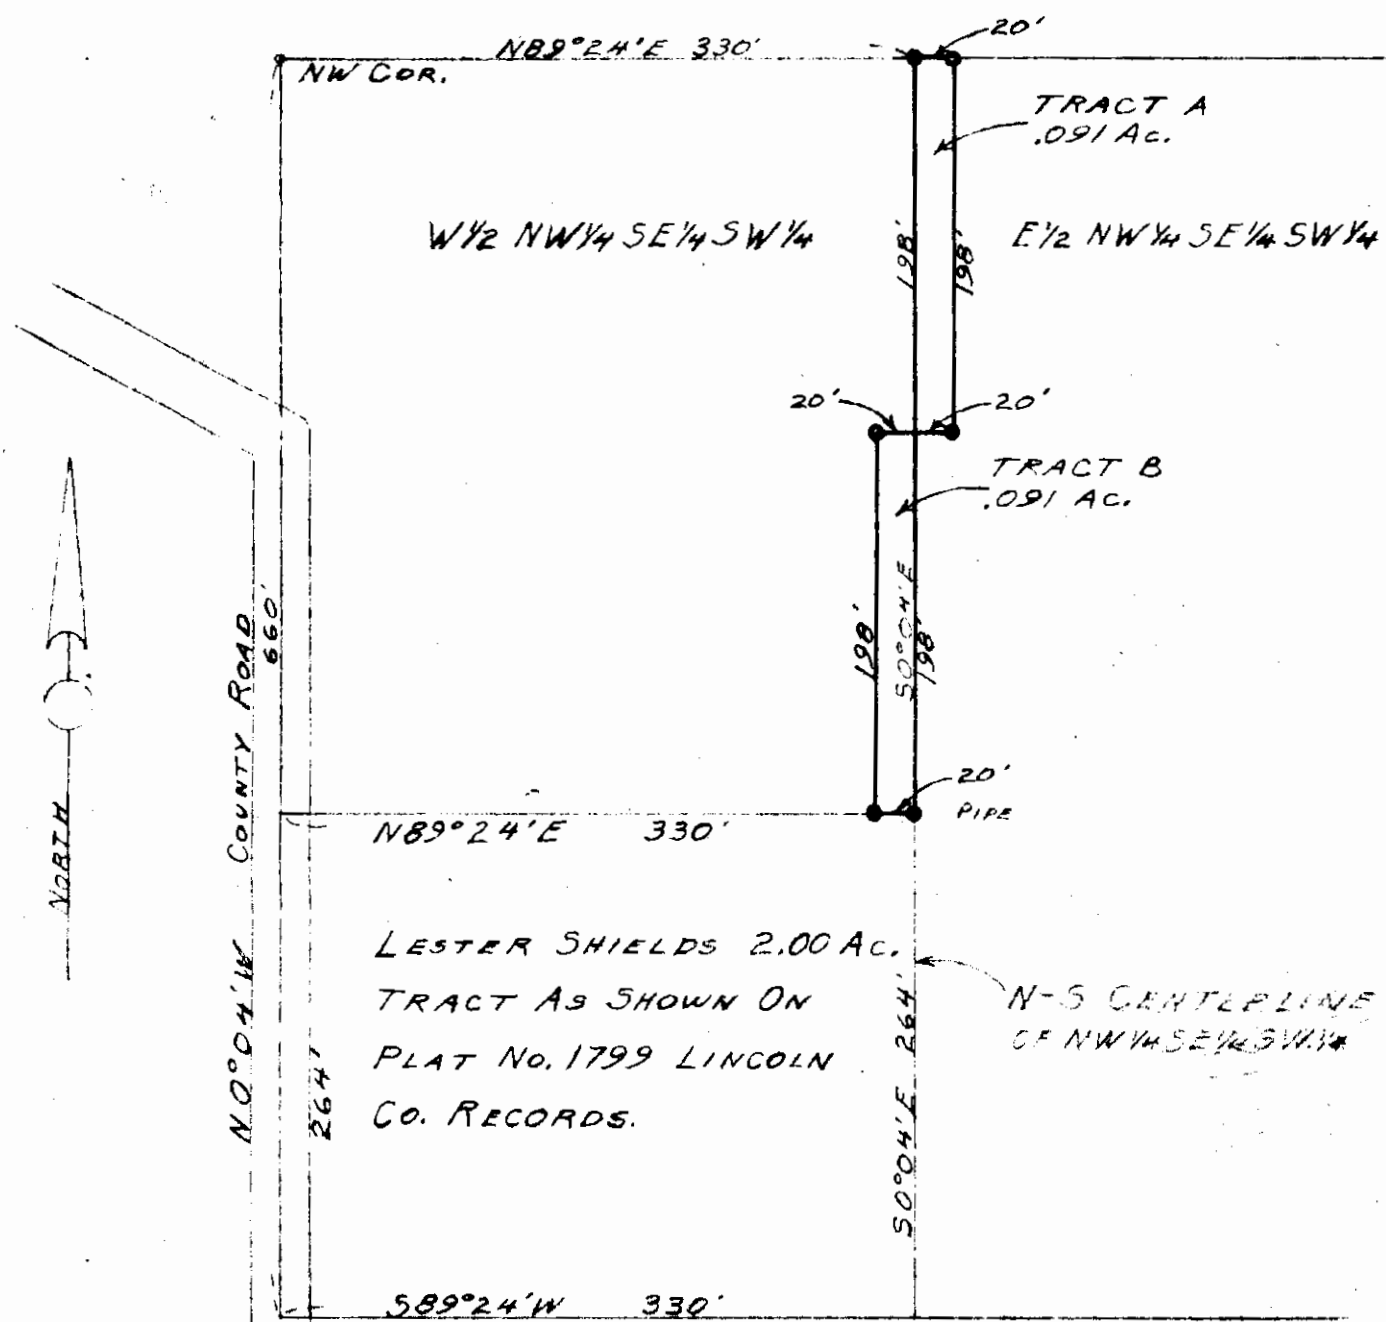 N89°24'E 330'
20'
NW COR.
TRACT A
.091 Ac.
W½ NW¼ SE¼ SW¼
198'
198'
E½ NW¼ SE¼ SW¼
20'
20'
TRACT B
.091 Ac.
S0°04'E
198'
198'
660'
COUNTY ROAD
N0°04'W
NORTH
20'
PIPE
N89°24'E 330'
LESTER SHIELDS 2.00 Ac.
TRACT AS SHOWN ON
PLAT No. 1799 LINCOLN
CO. RECORDS.
N-S CENTERLINE
OF NW¼ SE¼ SW¼
264'
S0°04'E 264'
S89°24'W 330'